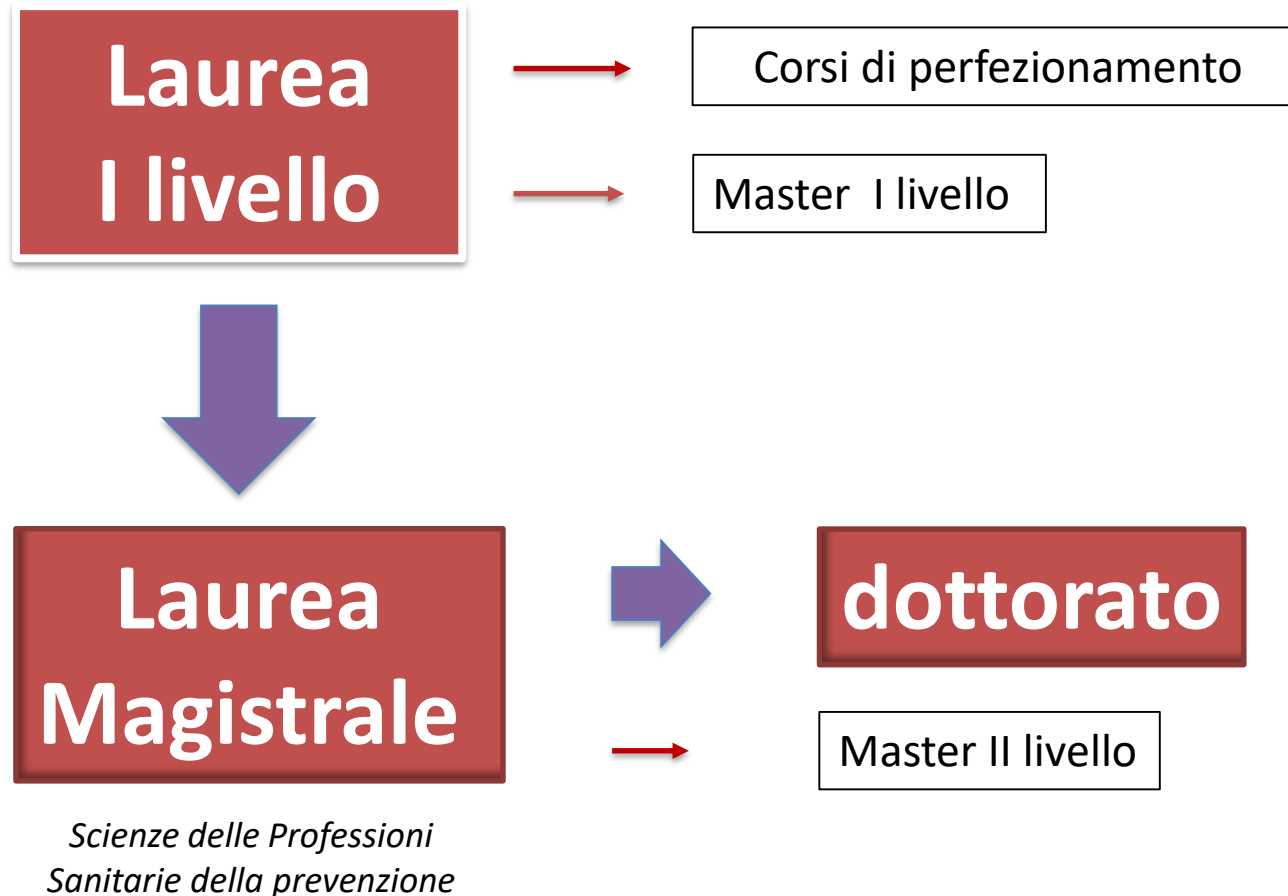 Laurea
I livello
Corsi di perfezionamento
Master I livello
Laurea
Magistrale
dottorato
Master II livello
Scienze delle Professioni
Sanitarie della prevenzione